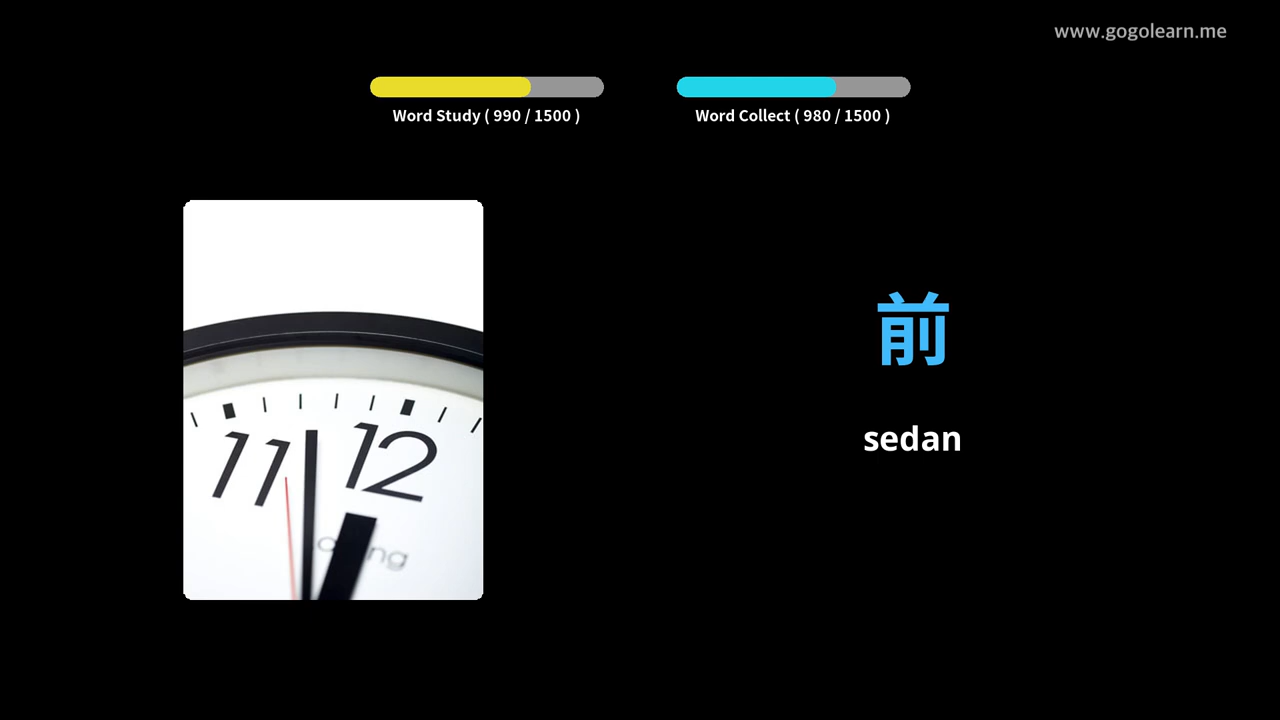 www.gogolearn.me
Word Study ( 990 / 1500 )
Word Collect ( 980 / 1500 )
11 12
前
sedan